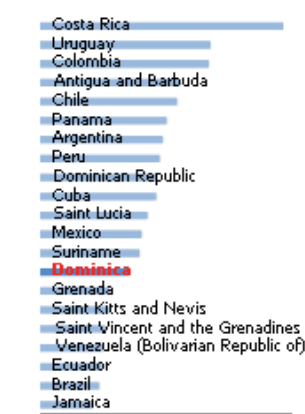 Costa Rica
Uruguay
Colombia
Antigua and Barbuda
Chile
Panama
Argentina
Peru
Dominican Republic
Cuba
Saint Lucia
Mexico
Suriname
Dominica
Grenada
Saint Kitts and Nevis
Saint Vincent and the Grenadines
Venezuela (Bolivarian Republic of)
Ecuador
Brazil
Jamaica